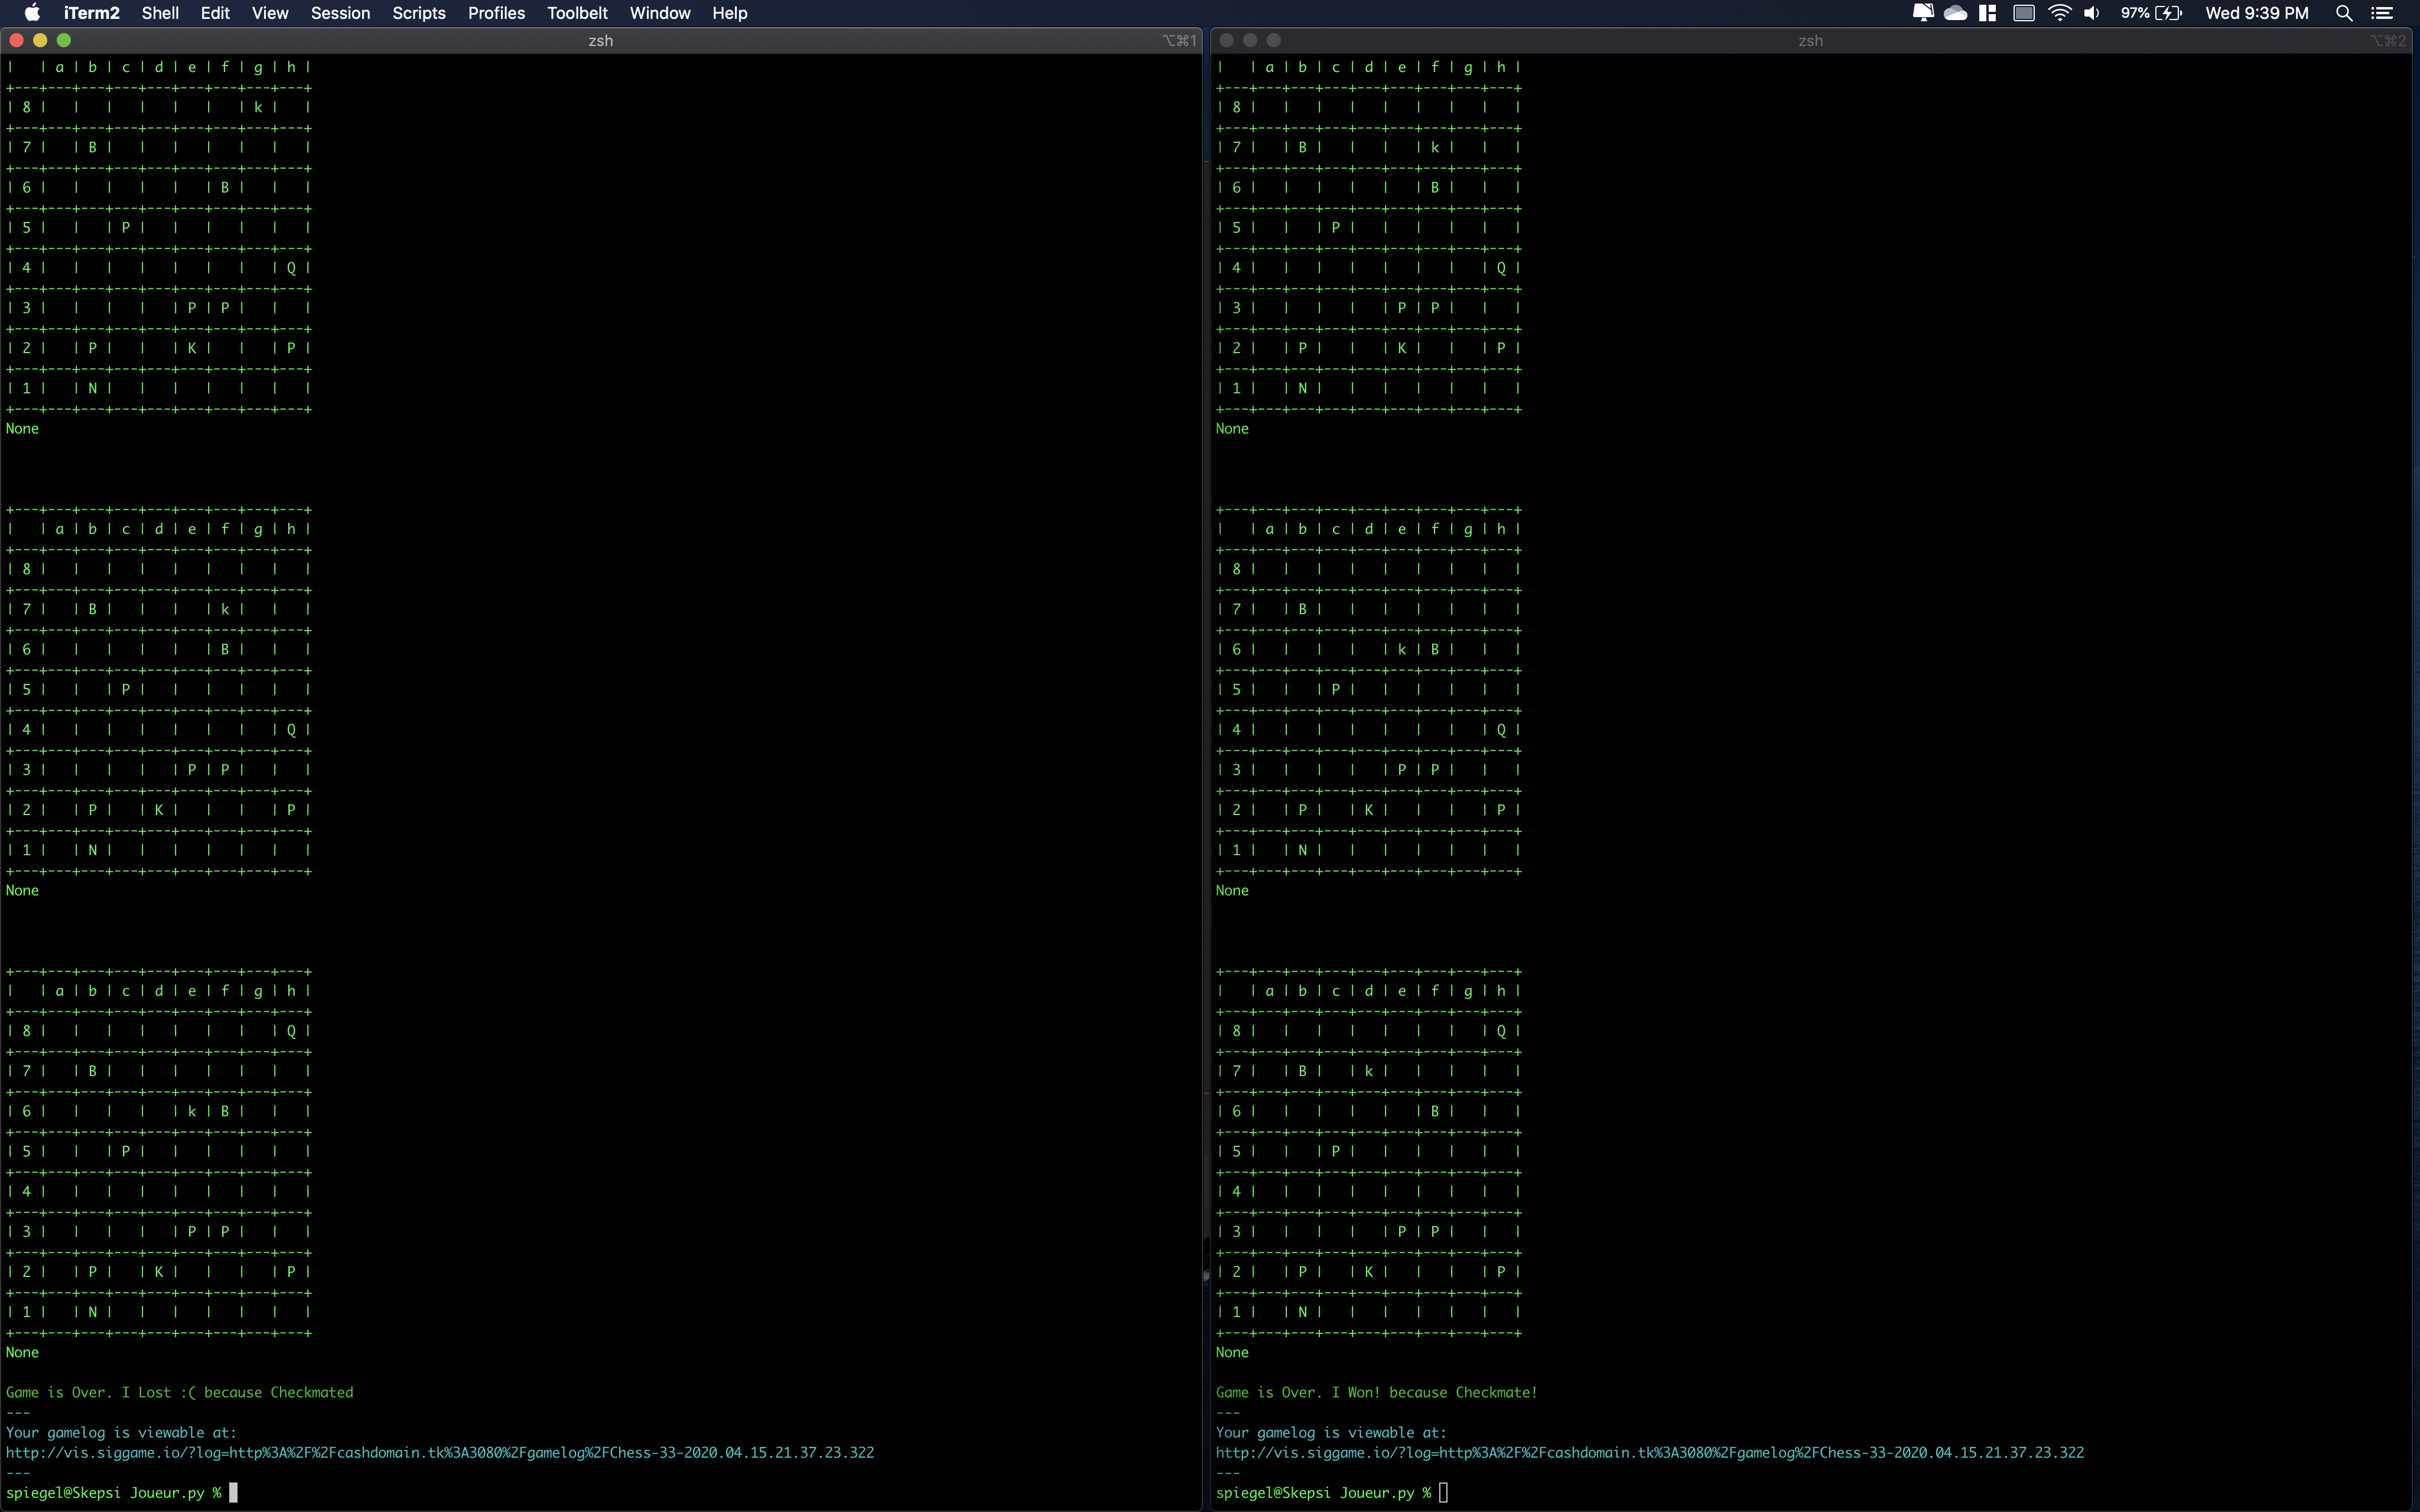 iTerm2 Shell Edit View Session Scripts Profiles Toolbelt Window Help 97% Wed 9:39 PM
zsh ⌥⌘1
|   | a | b | c | d | e | f | g | h |
+---+---+---+---+---+---+---+---+---+
| 8 |   |   |   |   |   |   | k |   |
+---+---+---+---+---+---+---+---+---+
| 7 |   | B |   |   |   |   |   |   |
+---+---+---+---+---+---+---+---+---+
| 6 |   |   |   |   |   | B |   |   |
+---+---+---+---+---+---+---+---+---+
| 5 |   |   | P |   |   |   |   |   |
+---+---+---+---+---+---+---+---+---+
| 4 |   |   |   |   |   |   |   | Q |
+---+---+---+---+---+---+---+---+---+
| 3 |   |   |   |   | P | P |   |   |
+---+---+---+---+---+---+---+---+---+
| 2 |   | P |   |   | K |   |   | P |
+---+---+---+---+---+---+---+---+---+
| 1 |   | N |   |   |   |   |   |   |
+---+---+---+---+---+---+---+---+---+
None
+---+---+---+---+---+---+---+---+---+
|   | a | b | c | d | e | f | g | h |
+---+---+---+---+---+---+---+---+---+
| 8 |   |   |   |   |   |   |   |   |
+---+---+---+---+---+---+---+---+---+
| 7 |   | B |   |   |   | k |   |   |
+---+---+---+---+---+---+---+---+---+
| 6 |   |   |   |   |   | B |   |   |
+---+---+---+---+---+---+---+---+---+
| 5 |   |   | P |   |   |   |   |   |
+---+---+---+---+---+---+---+---+---+
| 4 |   |   |   |   |   |   |   | Q |
+---+---+---+---+---+---+---+---+---+
| 3 |   |   |   |   | P | P |   |   |
+---+---+---+---+---+---+---+---+---+
| 2 |   | P |   | K |   |   |   | P |
+---+---+---+---+---+---+---+---+---+
| 1 |   | N |   |   |   |   |   |   |
+---+---+---+---+---+---+---+---+---+
None
+---+---+---+---+---+---+---+---+---+
|   | a | b | c | d | e | f | g | h |
+---+---+---+---+---+---+---+---+---+
| 8 |   |   |   |   |   |   |   | Q |
+---+---+---+---+---+---+---+---+---+
| 7 |   | B |   |   |   |   |   |   |
+---+---+---+---+---+---+---+---+---+
| 6 |   |   |   |   | k | B |   |   |
+---+---+---+---+---+---+---+---+---+
| 5 |   |   | P |   |   |   |   |   |
+---+---+---+---+---+---+---+---+---+
| 4 |   |   |   |   |   |   |   |   |
+---+---+---+---+---+---+---+---+---+
| 3 |   |   |   |   | P | P |   |   |
+---+---+---+---+---+---+---+---+---+
| 2 |   | P |   | K |   |   |   | P |
+---+---+---+---+---+---+---+---+---+
| 1 |   | N |   |   |   |   |   |   |
+---+---+---+---+---+---+---+---+---+
None
Game is Over. I Lost :( because Checkmated
---
Your gamelog is viewable at:
http://vis.siggame.io/?log=http%3A%2F%2Fcashdomain.tk%3A3080%2Fgamelog%2FChess-33-2020.04.15.21.37.23.322
---
spiegel@Skepsi Joueur.py %
zsh ⌥⌘2
|   | a | b | c | d | e | f | g | h |
+---+---+---+---+---+---+---+---+---+
| 8 |   |   |   |   |   |   |   |   |
+---+---+---+---+---+---+---+---+---+
| 7 |   | B |   |   |   | k |   |   |
+---+---+---+---+---+---+---+---+---+
| 6 |   |   |   |   |   | B |   |   |
+---+---+---+---+---+---+---+---+---+
| 5 |   |   | P |   |   |   |   |   |
+---+---+---+---+---+---+---+---+---+
| 4 |   |   |   |   |   |   |   | Q |
+---+---+---+---+---+---+---+---+---+
| 3 |   |   |   |   | P | P |   |   |
+---+---+---+---+---+---+---+---+---+
| 2 |   | P |   |   | K |   |   | P |
+---+---+---+---+---+---+---+---+---+
| 1 |   | N |   |   |   |   |   |   |
+---+---+---+---+---+---+---+---+---+
None
+---+---+---+---+---+---+---+---+---+
|   | a | b | c | d | e | f | g | h |
+---+---+---+---+---+---+---+---+---+
| 8 |   |   |   |   |   |   |   |   |
+---+---+---+---+---+---+---+---+---+
| 7 |   | B |   |   |   |   |   |   |
+---+---+---+---+---+---+---+---+---+
| 6 |   |   |   |   | k | B |   |   |
+---+---+---+---+---+---+---+---+---+
| 5 |   |   | P |   |   |   |   |   |
+---+---+---+---+---+---+---+---+---+
| 4 |   |   |   |   |   |   |   | Q |
+---+---+---+---+---+---+---+---+---+
| 3 |   |   |   |   | P | P |   |   |
+---+---+---+---+---+---+---+---+---+
| 2 |   | P |   | K |   |   |   | P |
+---+---+---+---+---+---+---+---+---+
| 1 |   | N |   |   |   |   |   |   |
+---+---+---+---+---+---+---+---+---+
None
+---+---+---+---+---+---+---+---+---+
|   | a | b | c | d | e | f | g | h |
+---+---+---+---+---+---+---+---+---+
| 8 |   |   |   |   |   |   |   | Q |
+---+---+---+---+---+---+---+---+---+
| 7 |   | B |   | k |   |   |   |   |
+---+---+---+---+---+---+---+---+---+
| 6 |   |   |   |   |   | B |   |   |
+---+---+---+---+---+---+---+---+---+
| 5 |   |   | P |   |   |   |   |   |
+---+---+---+---+---+---+---+---+---+
| 4 |   |   |   |   |   |   |   |   |
+---+---+---+---+---+---+---+---+---+
| 3 |   |   |   |   | P | P |   |   |
+---+---+---+---+---+---+---+---+---+
| 2 |   | P |   | K |   |   |   | P |
+---+---+---+---+---+---+---+---+---+
| 1 |   | N |   |   |   |   |   |   |
+---+---+---+---+---+---+---+---+---+
None
Game is Over. I Won! because Checkmate!
---
Your gamelog is viewable at:
http://vis.siggame.io/?log=http%3A%2F%2Fcashdomain.tk%3A3080%2Fgamelog%2FChess-33-2020.04.15.21.37.23.322
---
spiegel@Skepsi Joueur.py %